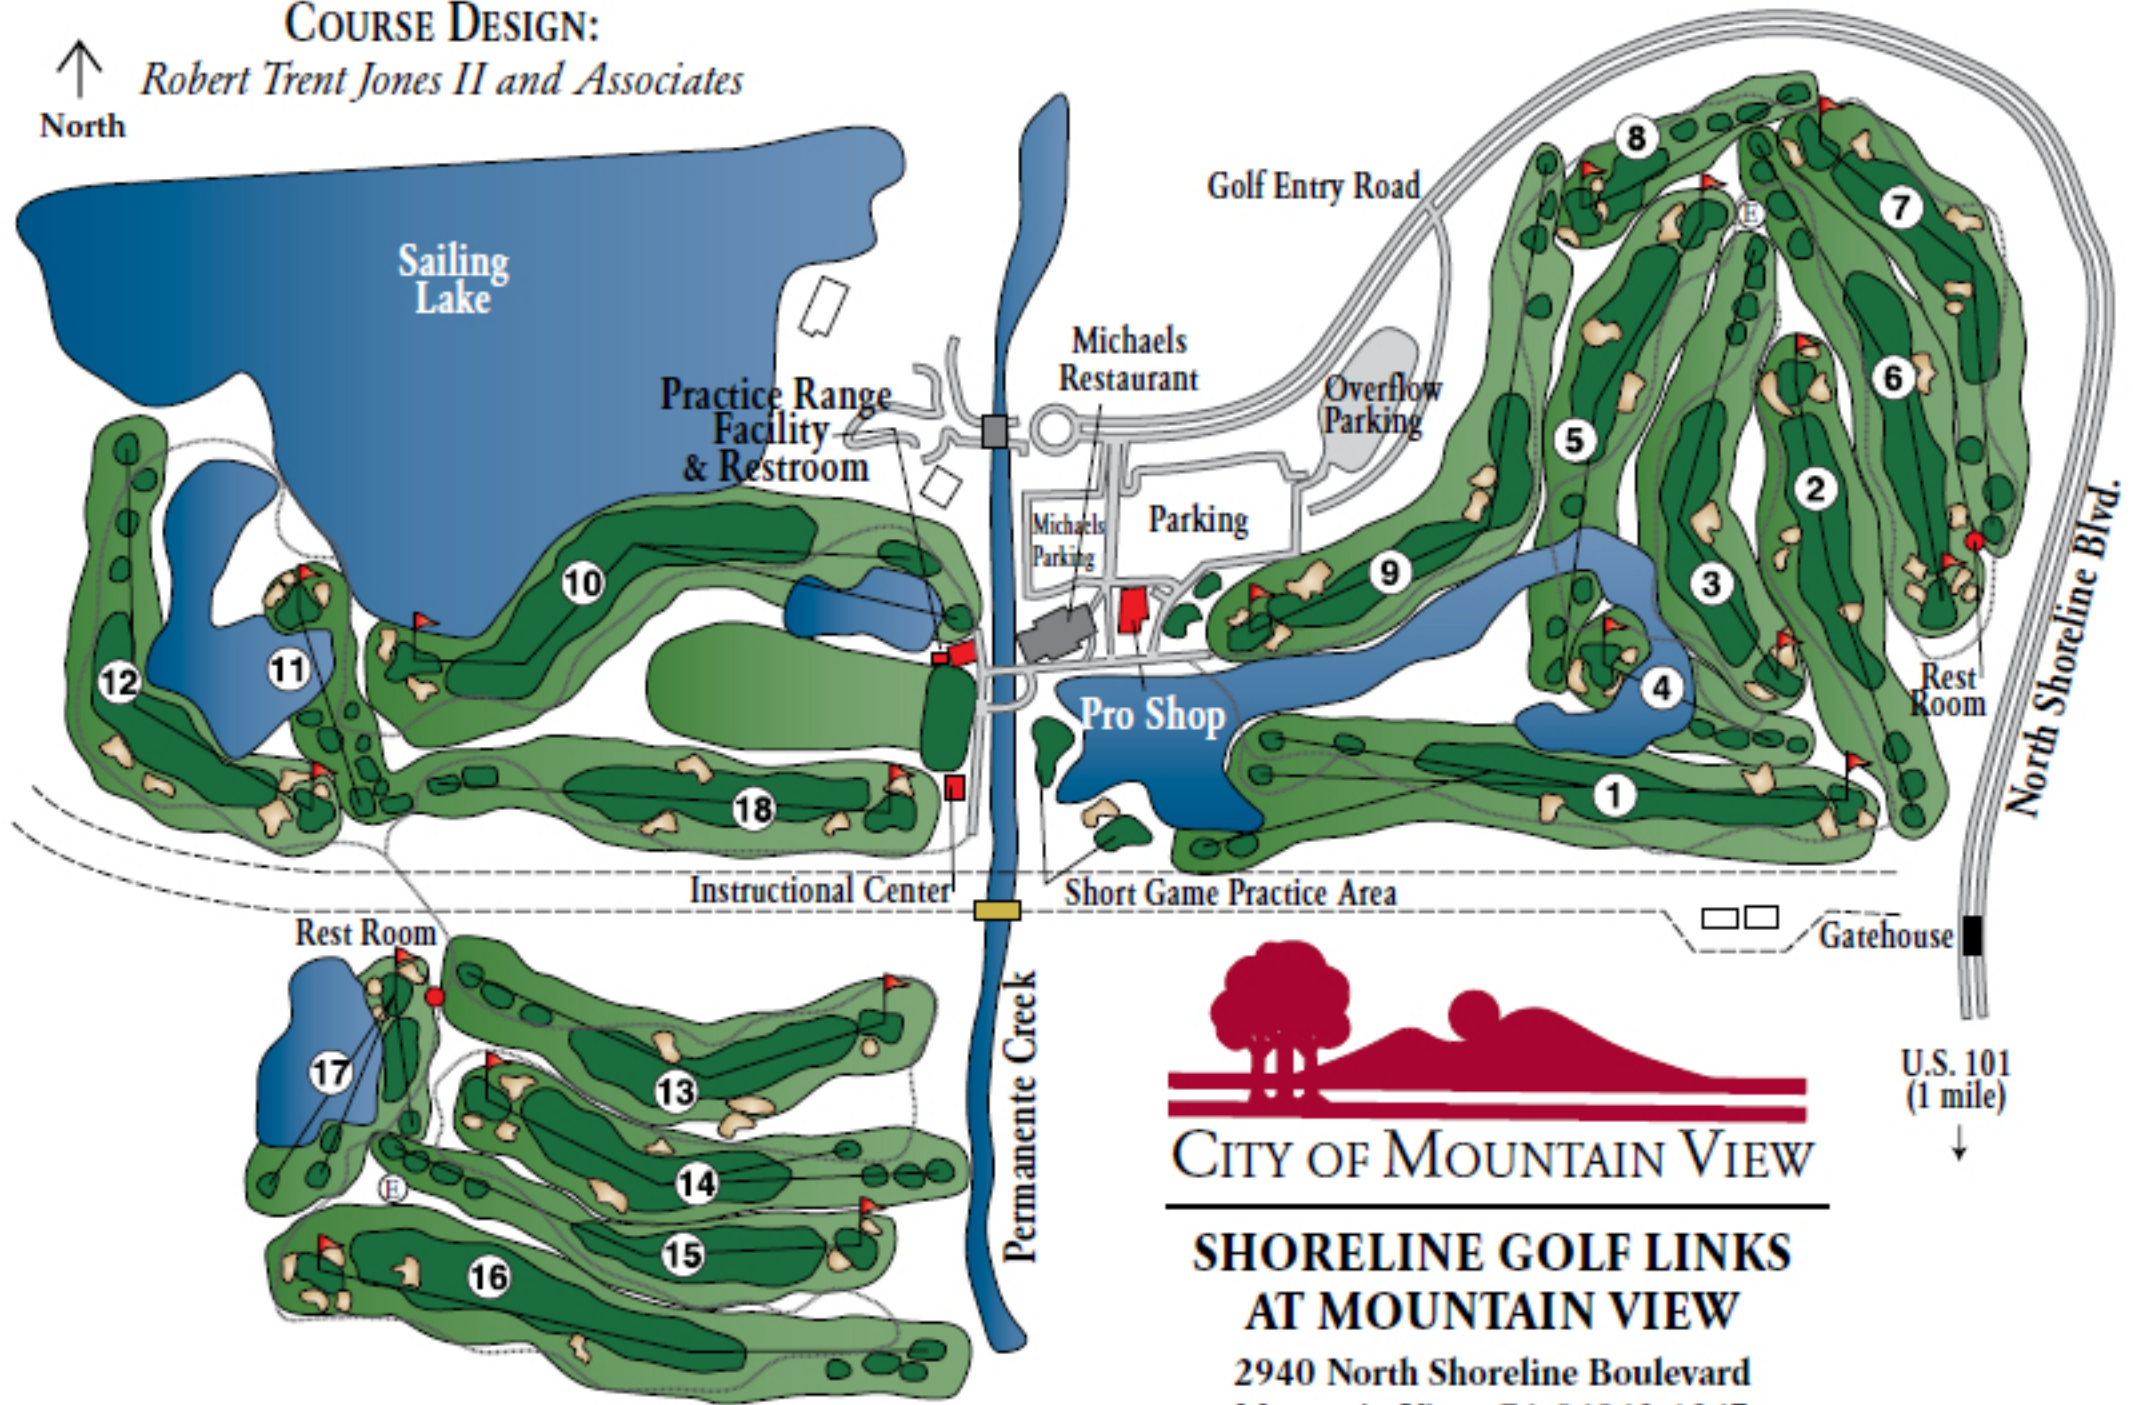 COURSE DESIGN:
Robert Trent Jones II and Associates
North
Sailing
Lake
Golf Entry Road
Michaels
Restaurant
Overflow
Parking
Practice Range
Facility
& Restroom
Michaels
Parking
Parking
Pro Shop
Rest
Room
North Shoreline Blvd.
8
7
6
5
2
9
3
4
1
10
11
12
18
Instructional Center
Short Game Practice Area
Gatehouse
Rest Room
E
Permanente Creek
17
13
14
15
16
E
U.S. 101
(1 mile)
CITY OF MOUNTAIN VIEW
SHORELINE GOLF LINKS
AT MOUNTAIN VIEW
2940 North Shoreline Boulevard